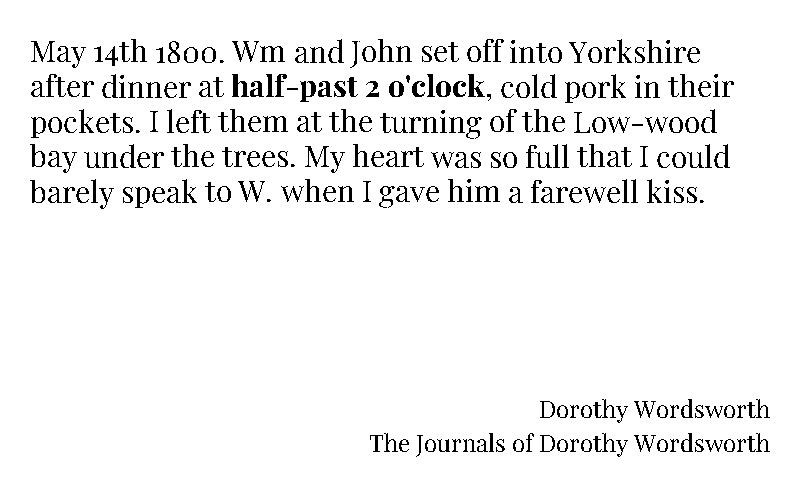 May 14th 1800. Wm and John set off into Yorkshire
after dinner at half-past 2 o'clock, cold pork in their
pockets. I left them at the turning of the Low-wood
bay under the trees. My heart was so full that I could
barely speak to W. when I gave him a farewell kiss.
Dorothy Wordsworth
The Journals of Dorothy Wordsworth